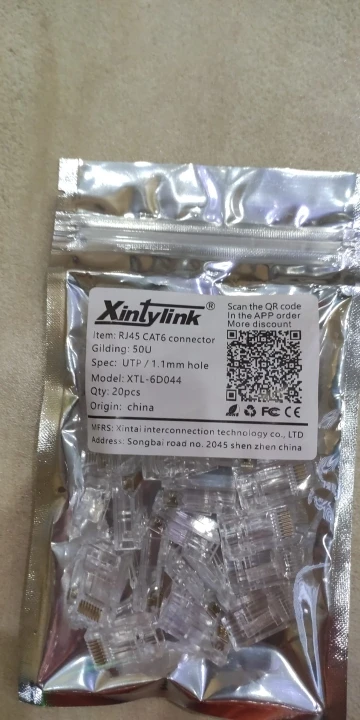 Xintylink®
Scan the QR code
In the APP order
More discount
Item: RJ45 CAT6 connector
Gilding: 50U
Spec: UTP / 1.1mm hole
Model: XTL-6D044
Qty: 20pcs
Origin: china
FC CE
MFRS: Xintai interconnection technology co., LTD
Address: Songbai road no. 2045 shen zhen china